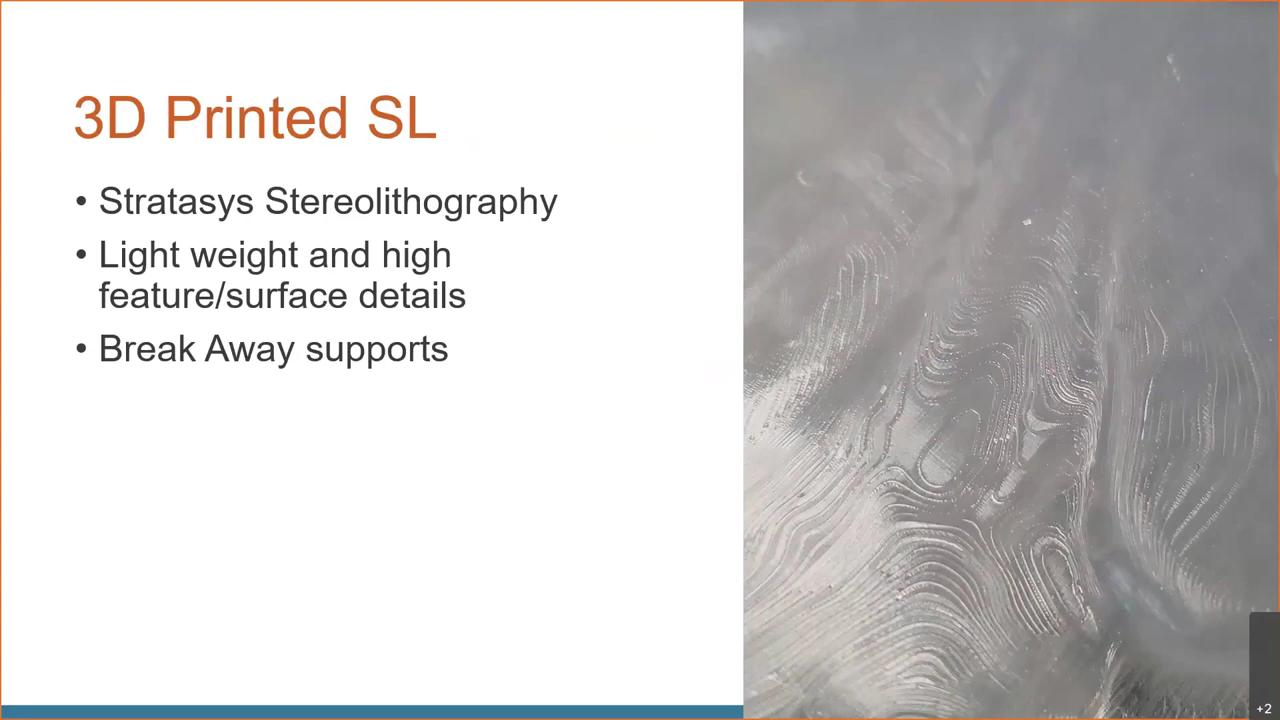 3D Printed SL
• Stratasys Stereolithography
• Light weight and high
feature/surface details
• Break Away supports
+2